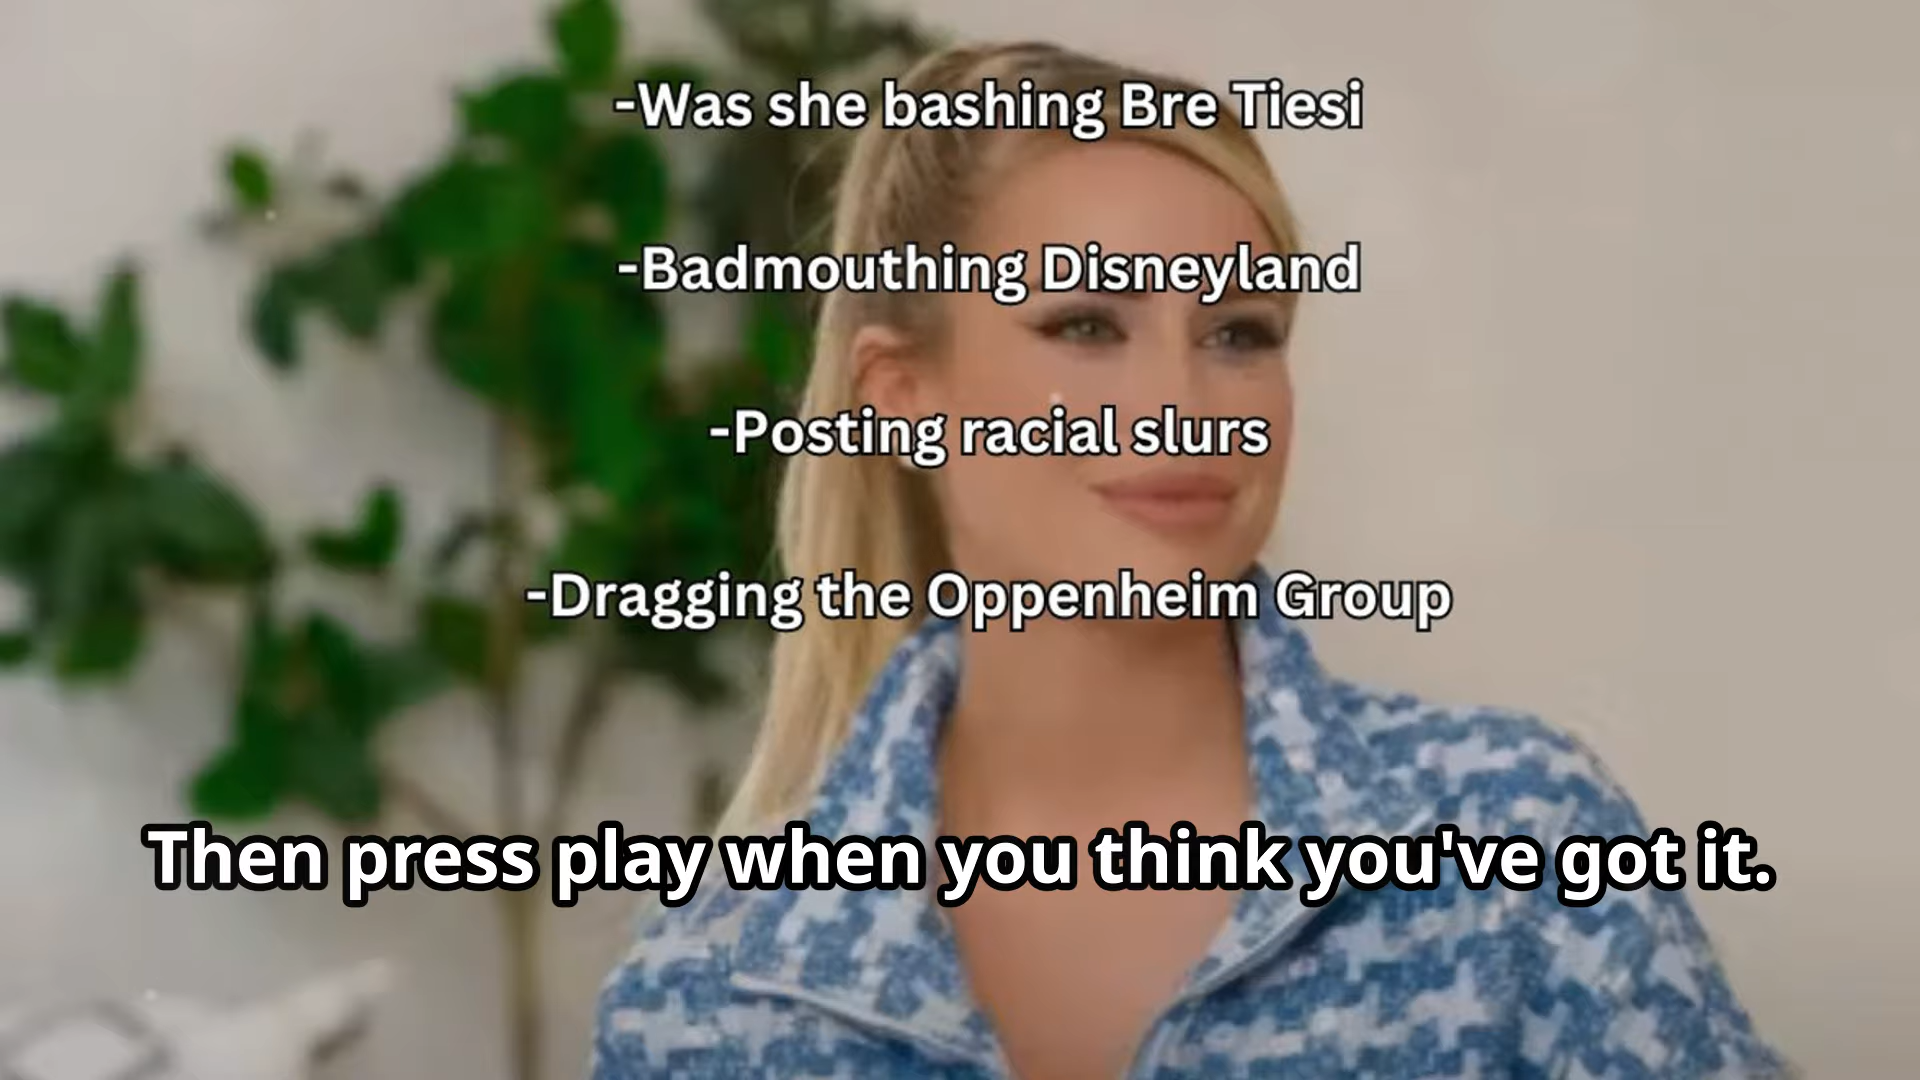 -Was she bashing Bre Tiesi
-Badmouthing Disneyland
-Posting racial slurs
-Dragging the Oppenheim Group
Then press play when you think you've got it.